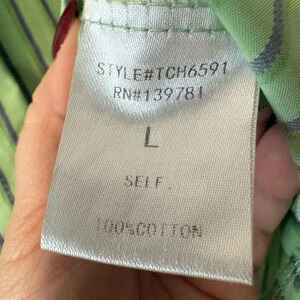 STYLE#TCH6591
RN#139781
L
SELF.
100%COTTON